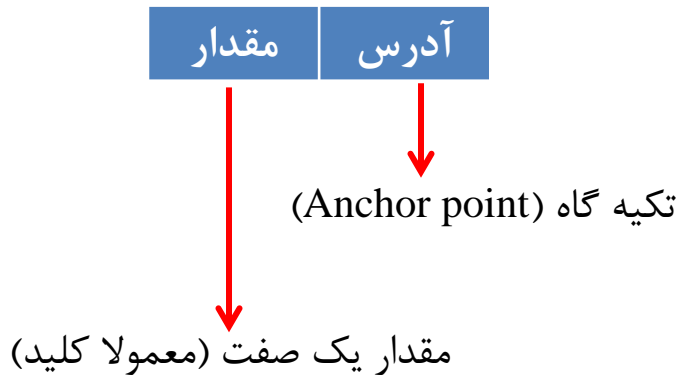 آدرس مقدار
تکیه گاه (Anchor point)
مقدار یک صفت (معمولا کلید)